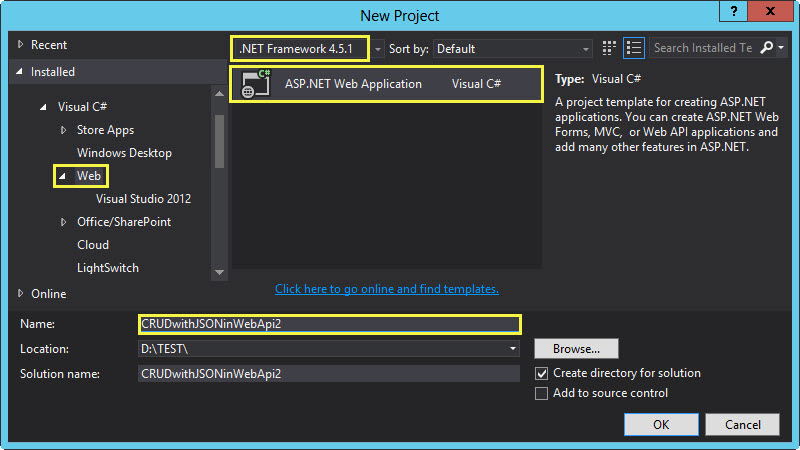 New Project
? X
Recent
.NET Framework 4.5.1
Sort by: Default
Search Installed Te
Installed
C#
ASP.NET Web Application Visual C#
Type: Visual C#
A project template for creating ASP.NET
applications. You can create ASP.NET Web
Forms, MVC, or Web API applications and
add many other features in ASP.NET.
Visual C#
Store Apps
Windows Desktop
Web
Visual Studio 2012
Office/SharePoint
Cloud
LightSwitch
Online
Click here to go online and find templates.
Name: CRUDwithJSONinWebApi2
Location: D:\TEST\
Browse...
Solution name: CRUDwithJSONinWebApi2
Create directory for solution
Add to source control
OK
Cancel